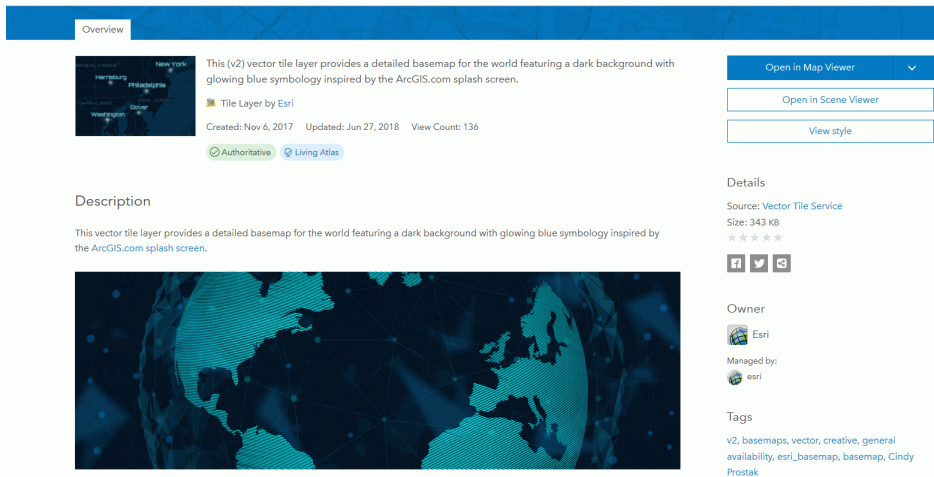 Overview
New York
Harrisburg
Philadelphia
Dover
Washington
This (v2) vector tile layer provides a detailed basemap for the world featuring a dark background with
glowing blue symbology inspired by the ArcGIS.com splash screen.
Tile Layer by Esri
Created: Nov 6, 2017 Updated: Jun 27, 2018 View Count: 136
Authoritative Living Atlas
Description
This vector tile layer provides a detailed basemap for the world featuring a dark background with glowing blue symbology inspired by
the ArcGIS.com splash screen.
Open in Map Viewer
Open in Scene Viewer
View style
Details
Source: Vector Tile Service
Size: 343 KB
Owner
Esri
Managed by:
esri
Tags
v2, basemaps, vector, creative, general
availability, esri_basemap, basemap, Cindy
Prostak